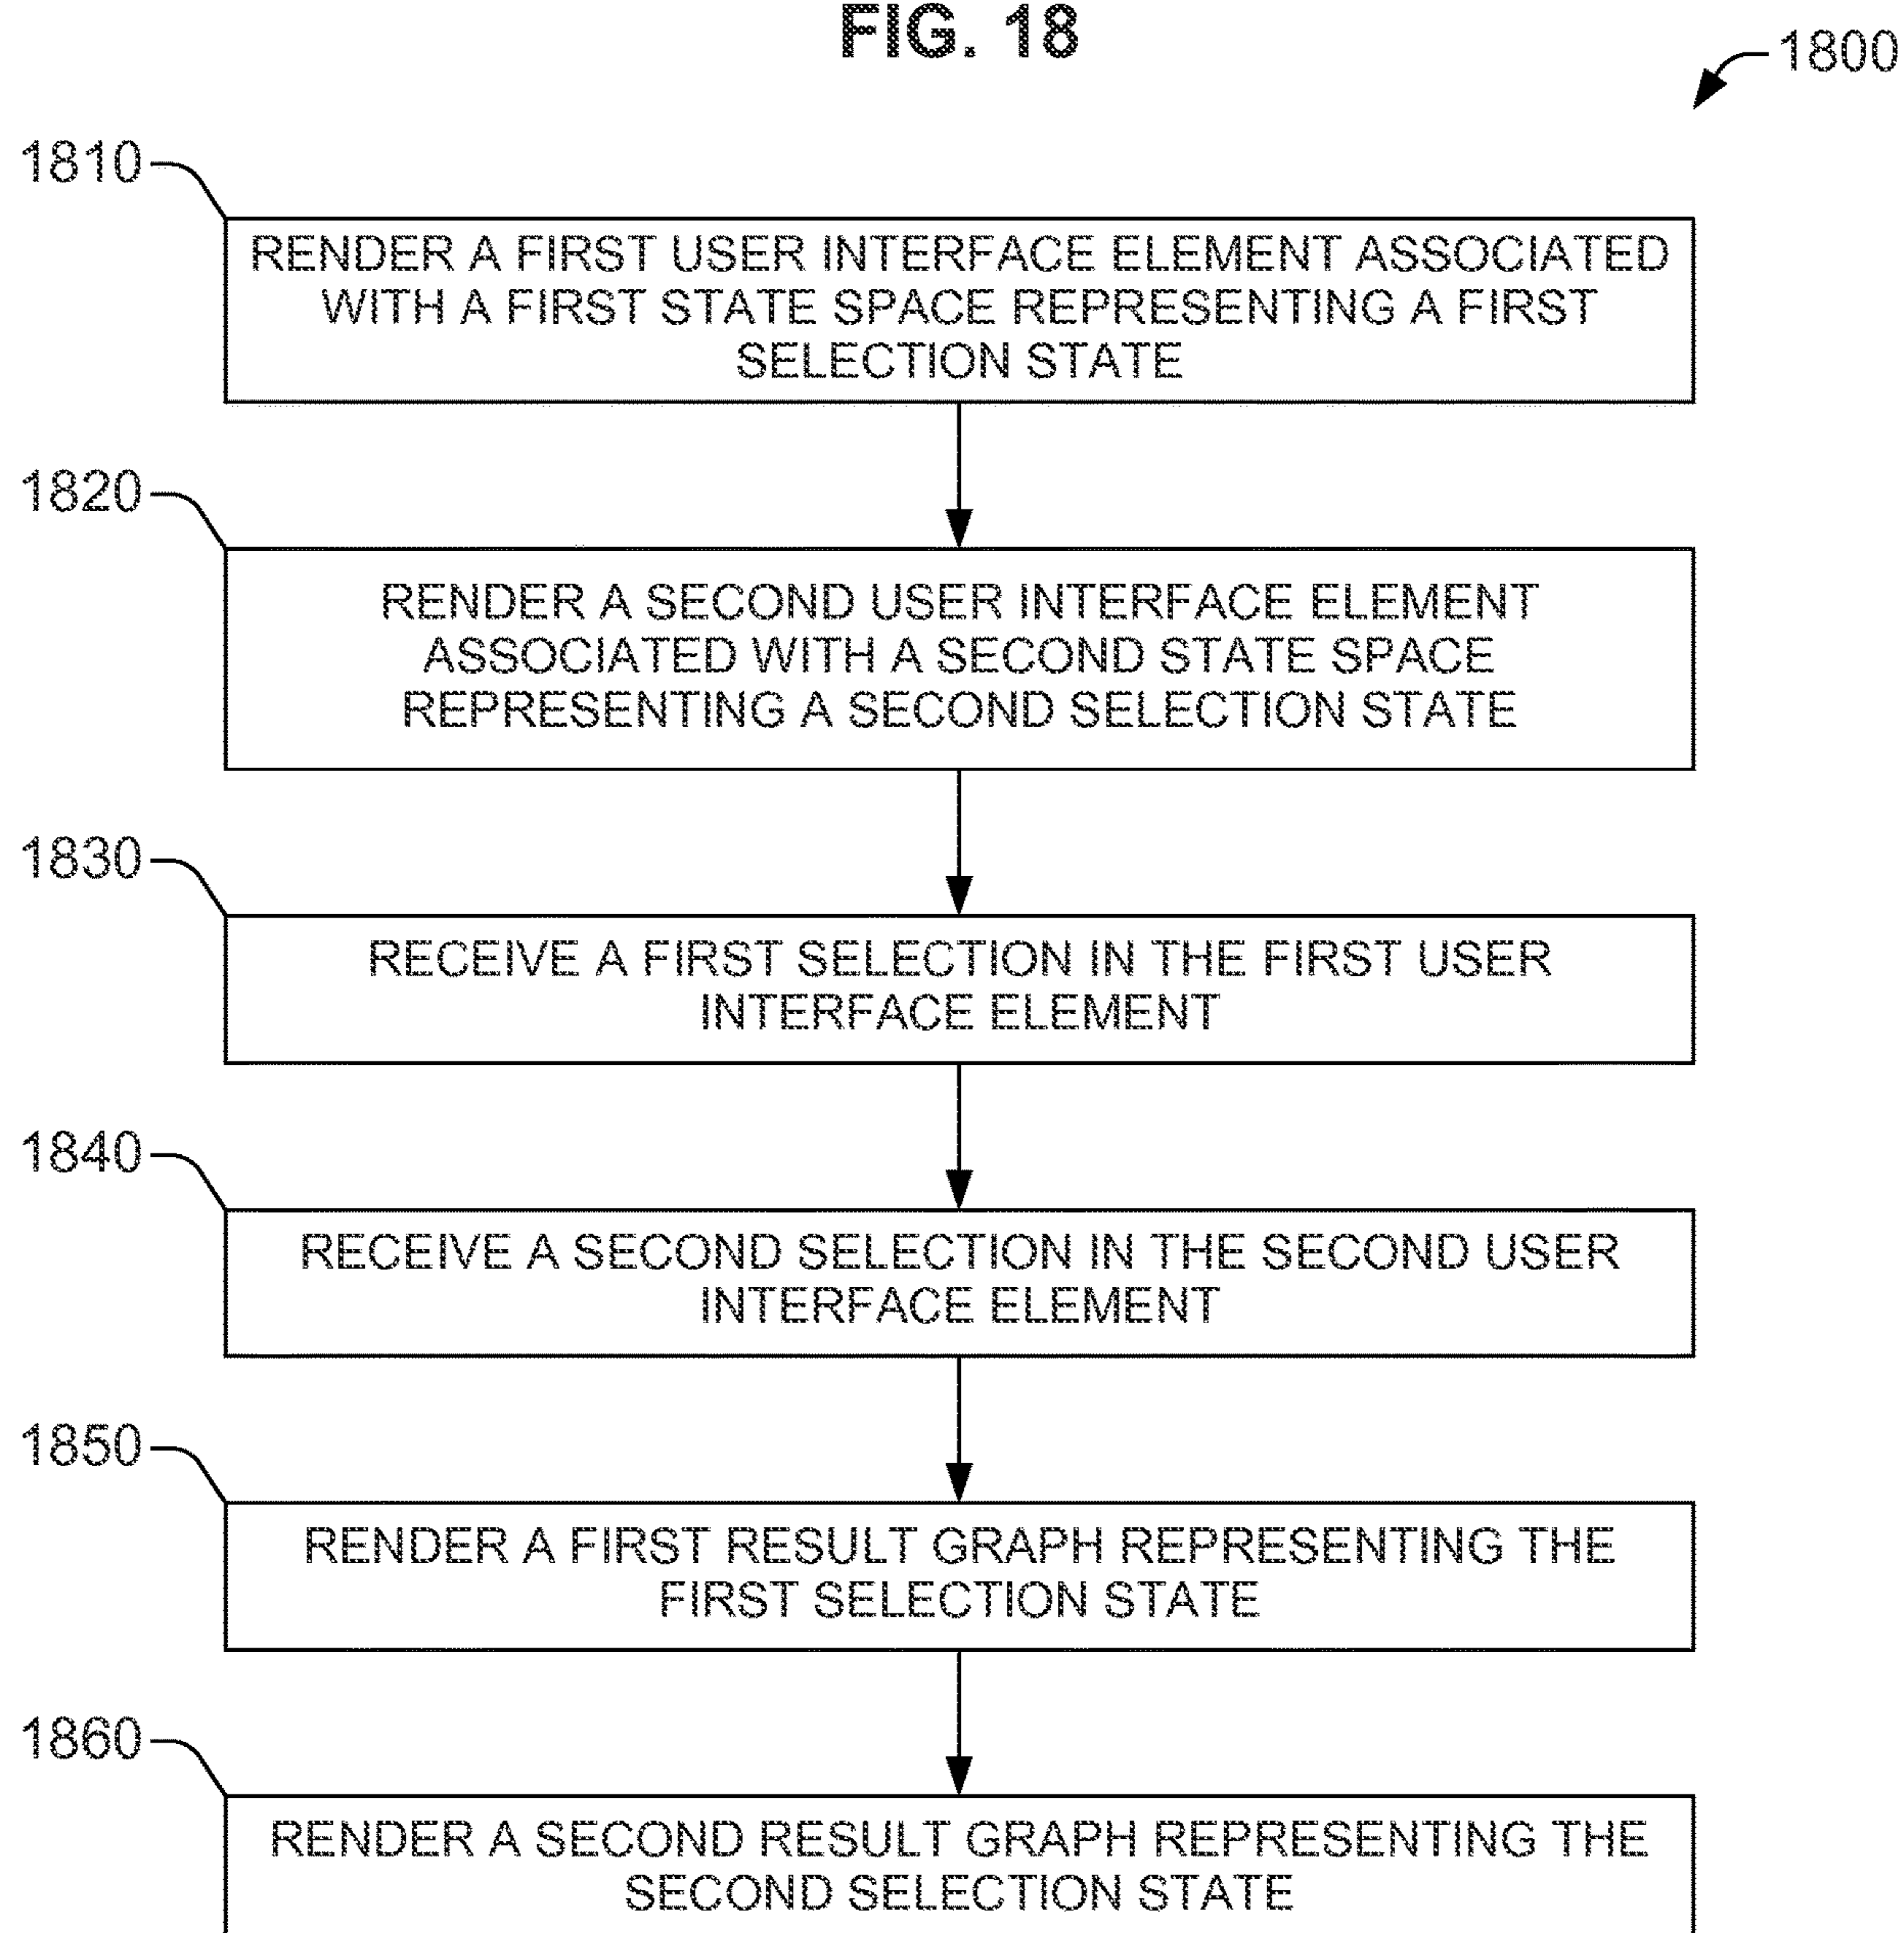 FIG. 18
1800
1810
RENDER A FIRST USER INTERFACE ELEMENT ASSOCIATED
WITH A FIRST STATE SPACE REPRESENTING A FIRST
SELECTION STATE
1820
RENDER A SECOND USER INTERFACE ELEMENT
ASSOCIATED WITH A SECOND STATE SPACE
REPRESENTING A SECOND SELECTION STATE
1830
RECEIVE A FIRST SELECTION IN THE FIRST USER
INTERFACE ELEMENT
1840
RECEIVE A SECOND SELECTION IN THE SECOND USER
INTERFACE ELEMENT
1850
RENDER A FIRST RESULT GRAPH REPRESENTING THE
FIRST SELECTION STATE
1860
RENDER A SECOND RESULT GRAPH REPRESENTING THE
SECOND SELECTION STATE